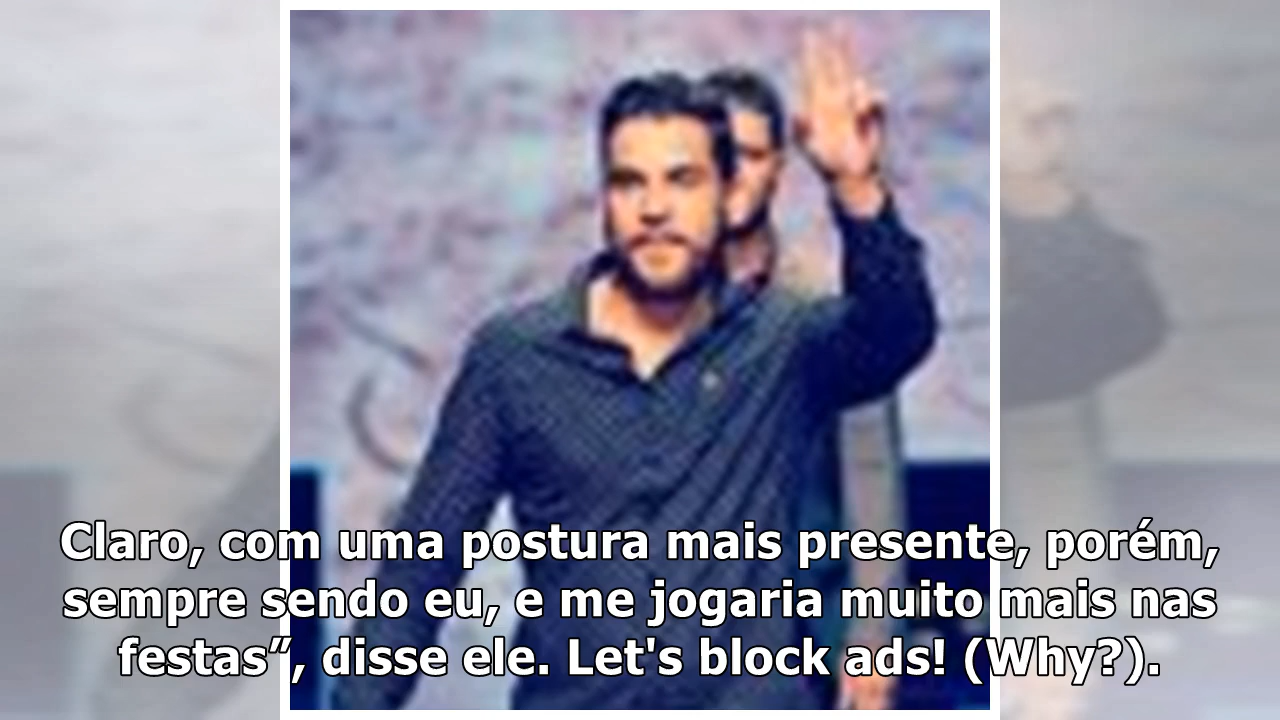 Claro, com uma postura mais presente, porém,
sempre sendo eu, e me jogaria muito mais nas
festas”, disse ele. Let's block ads! (Why?).